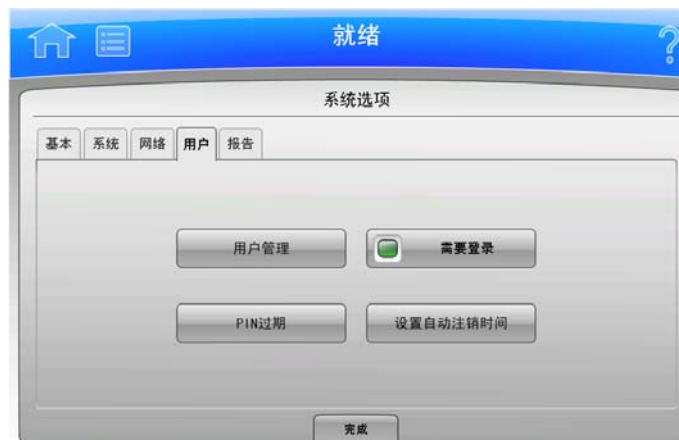 就绪
?
系统选项
基本 系统 网络 用户 报告
用户管理 需要登录
PIN过期 设置自动注销时间
完成